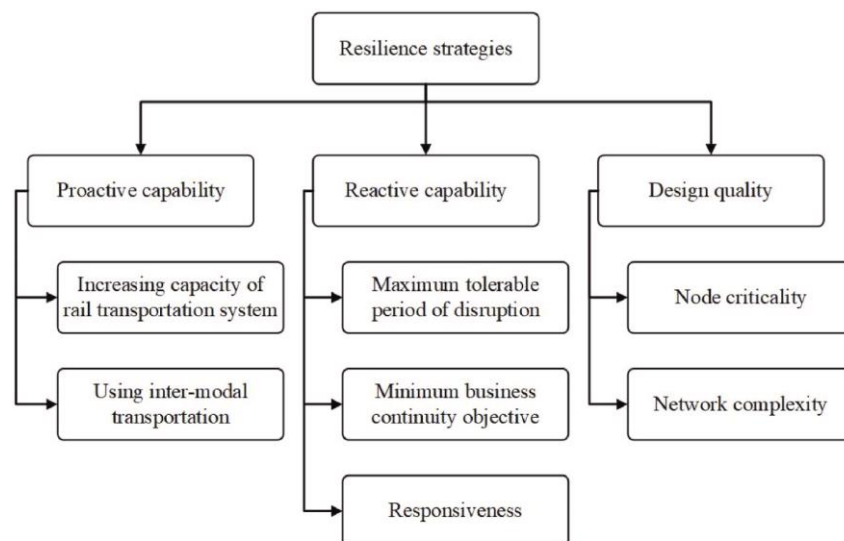 Resilience strategies
Proactive capability
Reactive capability
Design quality
Increasing capacity of
rail transportation system
Maximum tolerable
period of disruption
Node criticality
Using inter-modal
transportation
Minimum business
continuity objective
Network complexity
Responsiveness